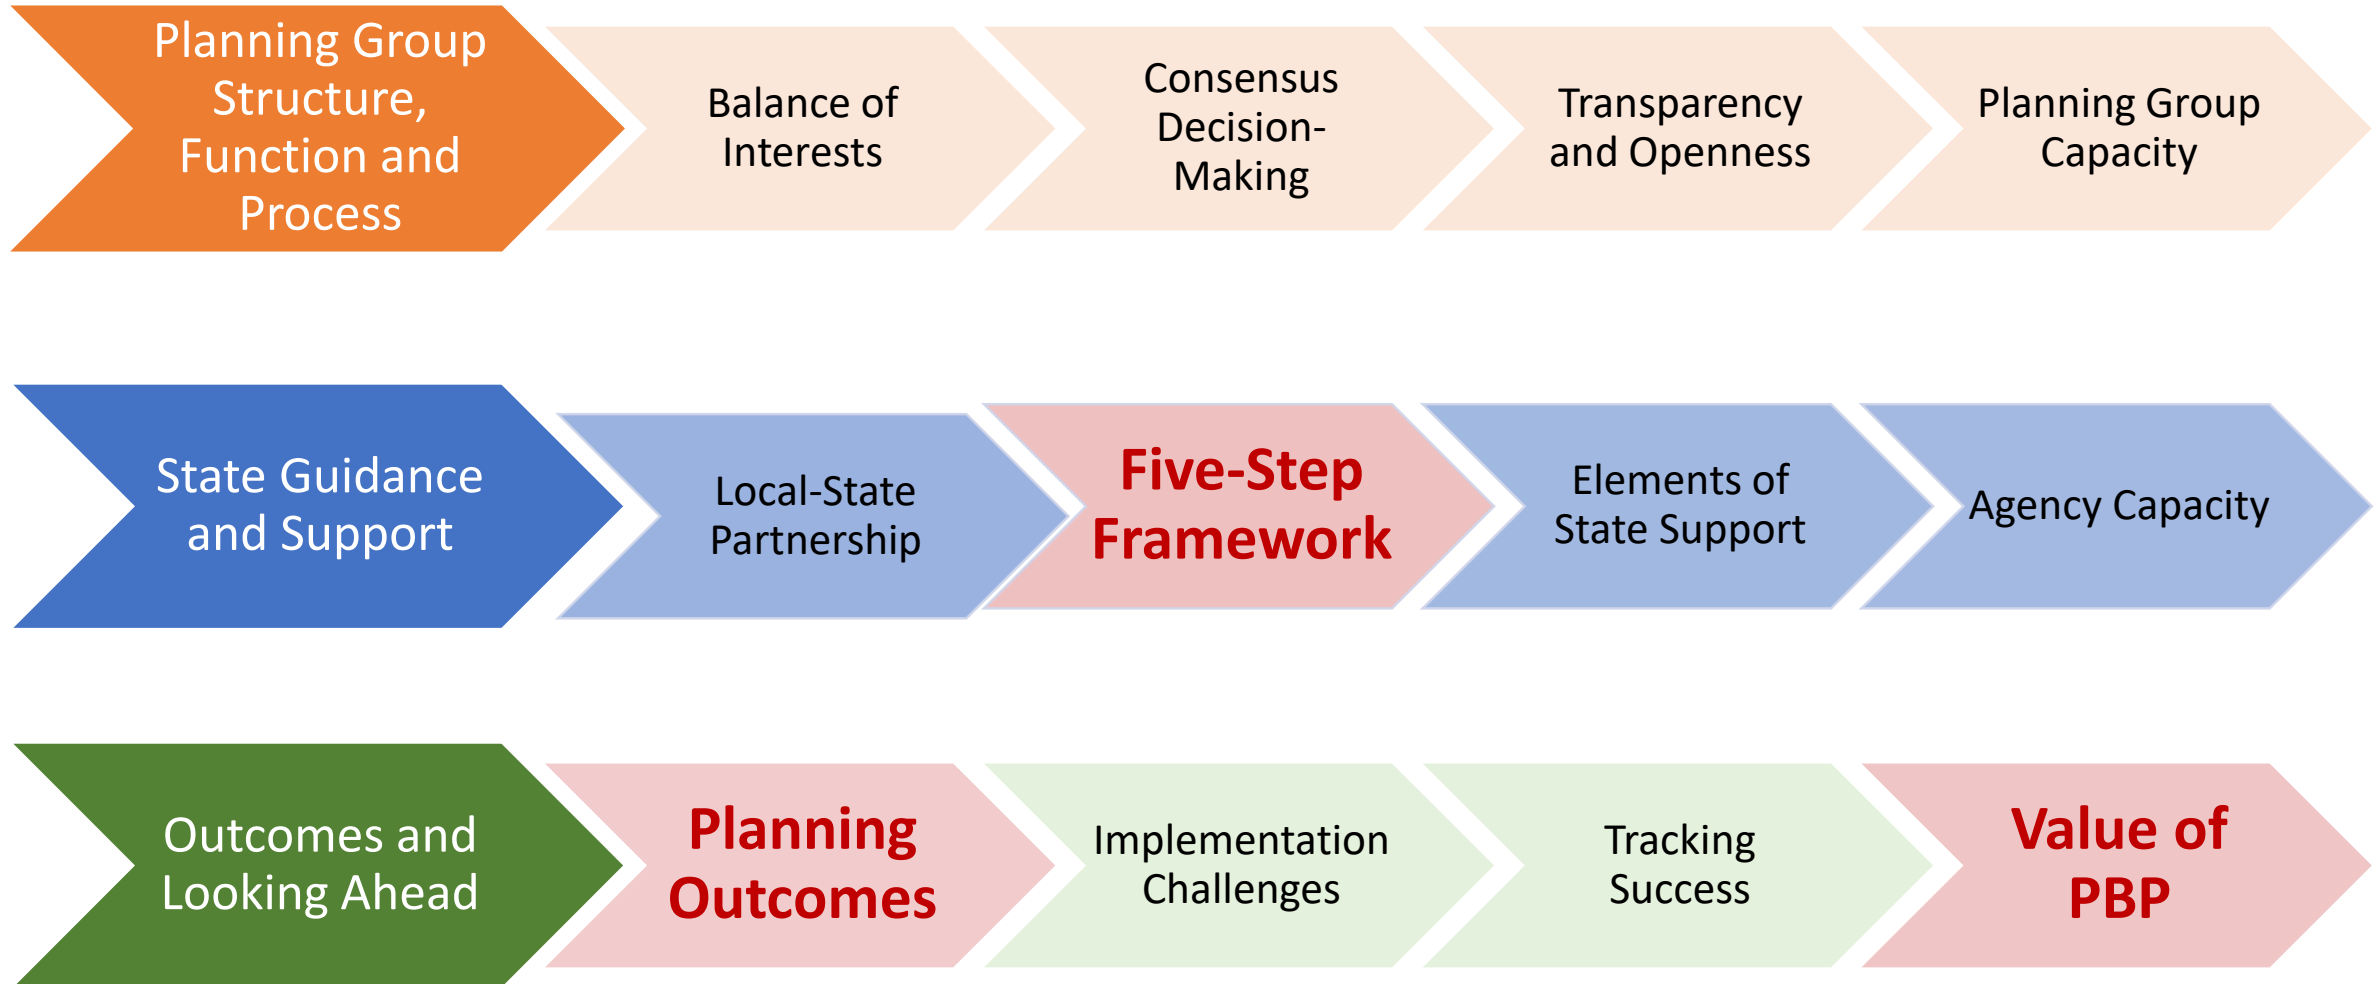 Planning Group
Structure,
Function and
Process
Balance of
Interests
Consensus
Decision-
Making
Transparency
and Openness
Planning Group
Capacity
State Guidance
and Support
Local-State
Partnership
Five-Step
Framework
Elements of
State Support
Agency Capacity
Outcomes and
Looking Ahead
Planning
Outcomes
Implementation
Challenges
Tracking
Success
Value of
PBP